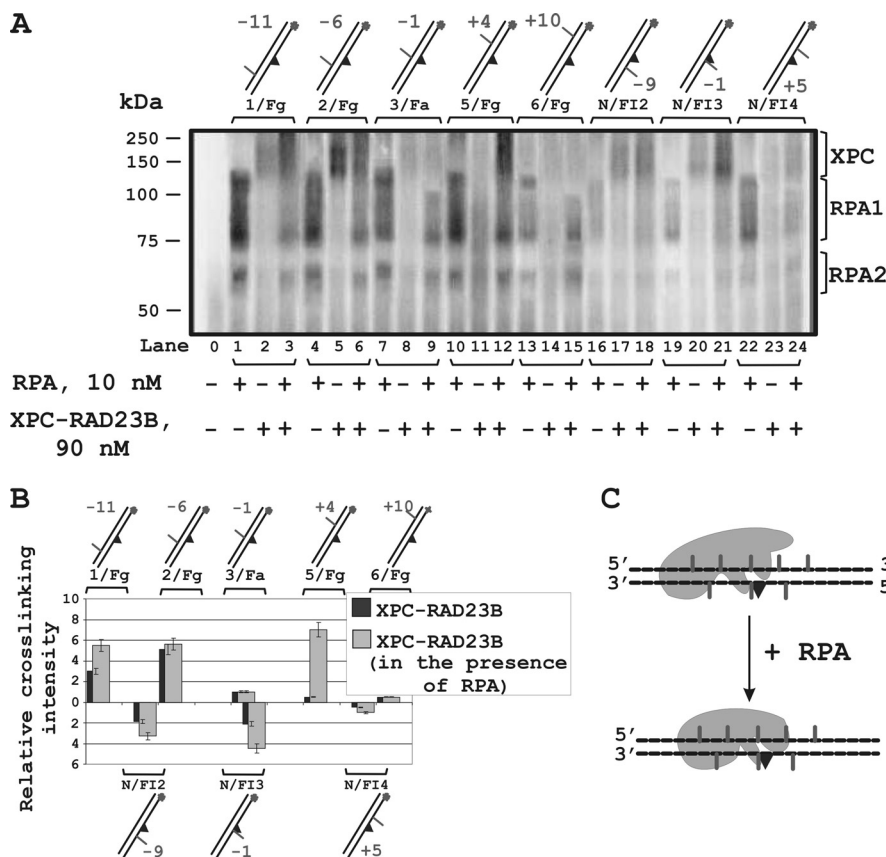 A
-11 -6 -1 +4 +10
-9 -1 +5
kDa 1/Fg 2/Fg 3/Fa 5/Fg 6/Fg N/FI2 N/FI3 N/FI4
250
150
100
75
50
XPC
RPA1
RPA2
Lane 0 1 2 3 4 5 6 7 8 9 10 11 12 13 14 15 16 17 18 19 20 21 22 23 24
RPA, 10 nM - + - + + - + + - + + - + + - + + - + + - + + - +
XPC-RAD23B, 90 nM - - + + - + + - + + - + + - + + - + + - + + - + +
B
-11 -6 -1 +4 +10
1/Fg 2/Fg 3/Fa 5/Fg 6/Fg
Relative crosslinking intensity
10
8
6
4
2
0
2
4
6
XPC-RAD23B
XPC-RAD23B
(in the presence
of RPA)
N/FI2 N/FI3 N/FI4
-9 -1 +5
C
5′ 3′
3′ 5′
+ RPA
5′
3′